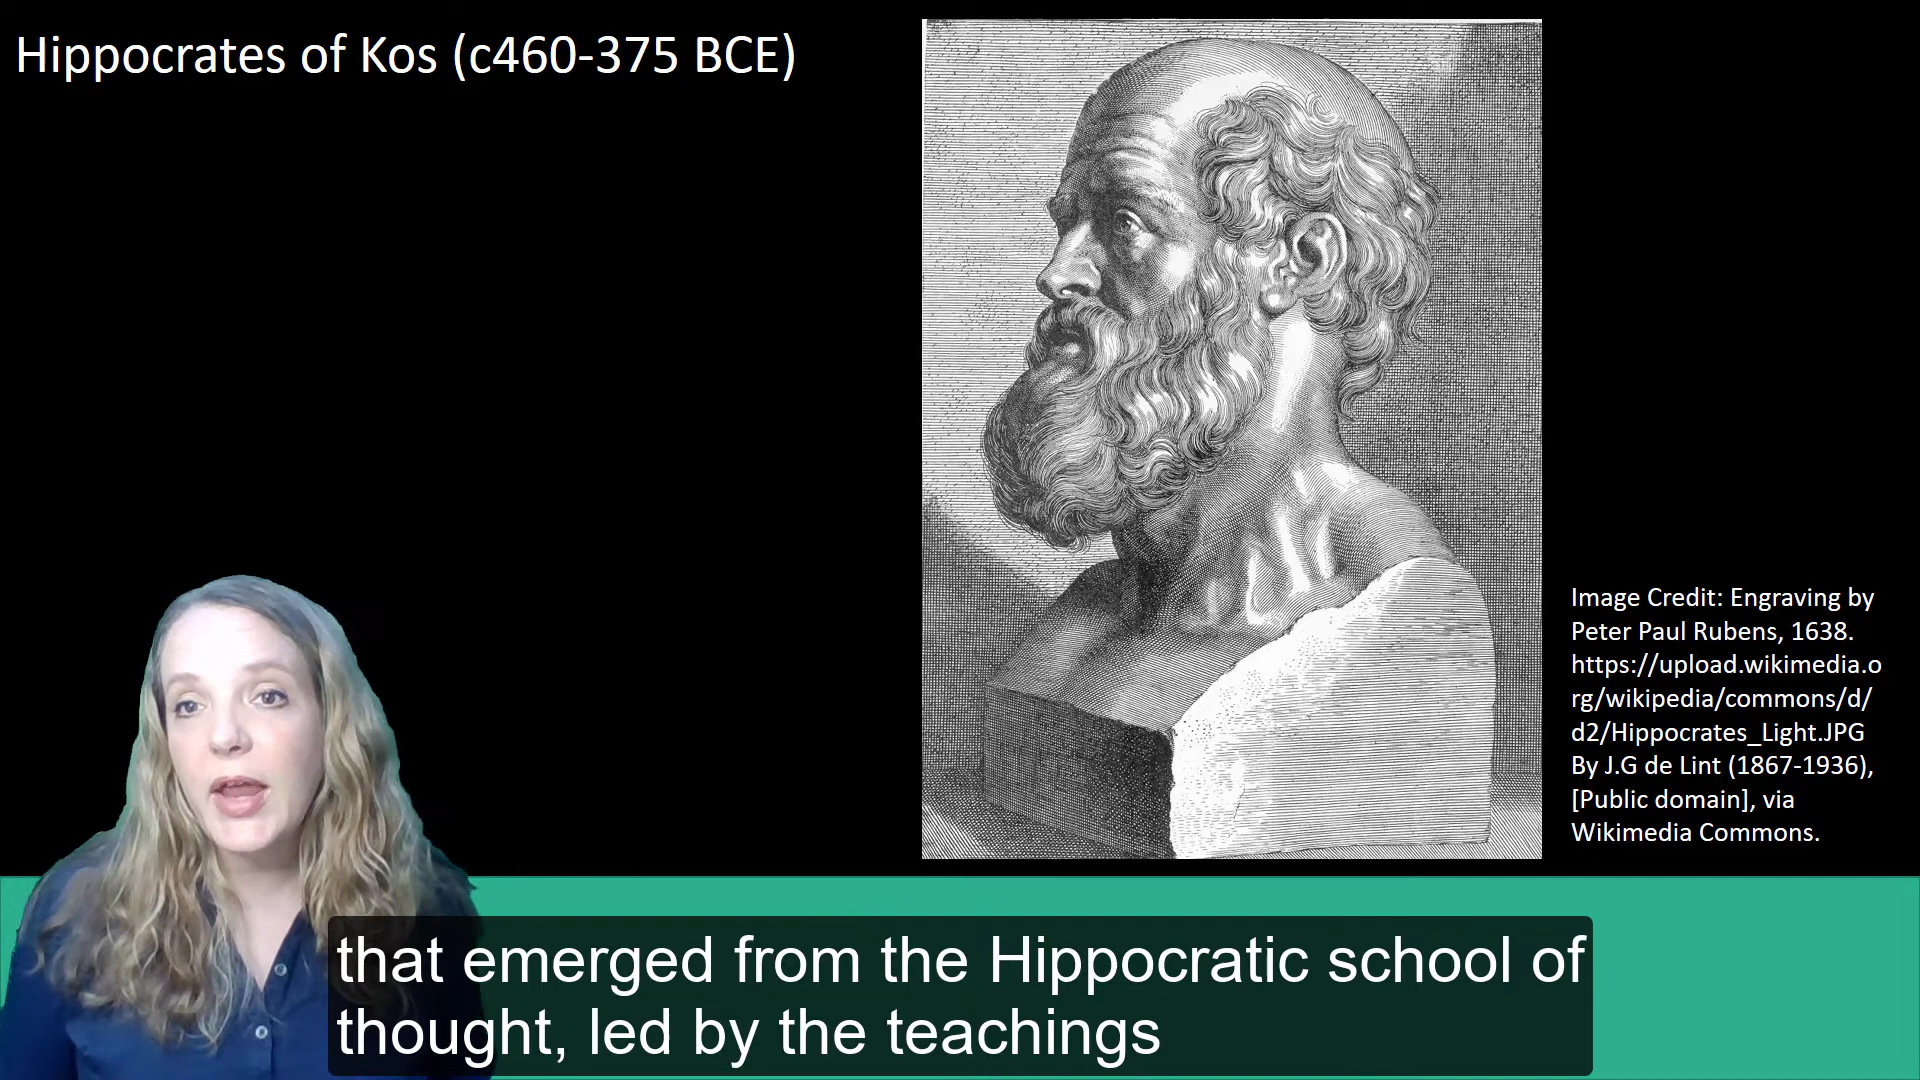 Hippocrates of Kos (c460-375 BCE)
Image Credit: Engraving by
Peter Paul Rubens, 1638.
https://upload.wikimedia.o
rg/wikipedia/commons/d/
d2/Hippocrates_Light.JPG
By J.G de Lint (1867-1936),
[Public domain], via
Wikimedia Commons.
that emerged from the Hippocratic school of
thought, led by the teachings